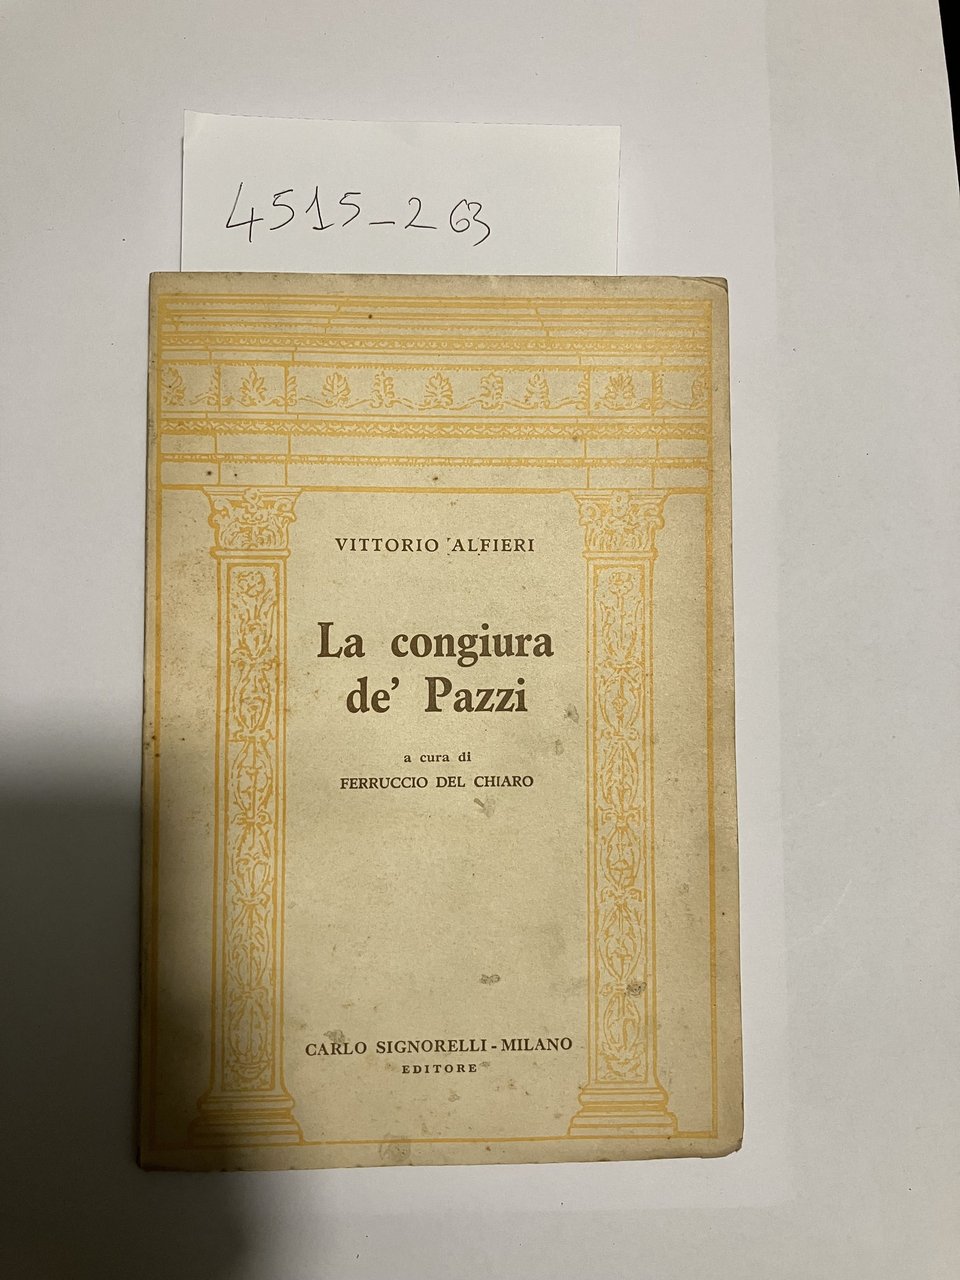 4515_263
VITTORIO ALFIERI
La congiura
de' Pazzi
a cura di
FERRUCCIO DEL CHIARO
CARLO SIGNORELLI - MILANO
EDITORE